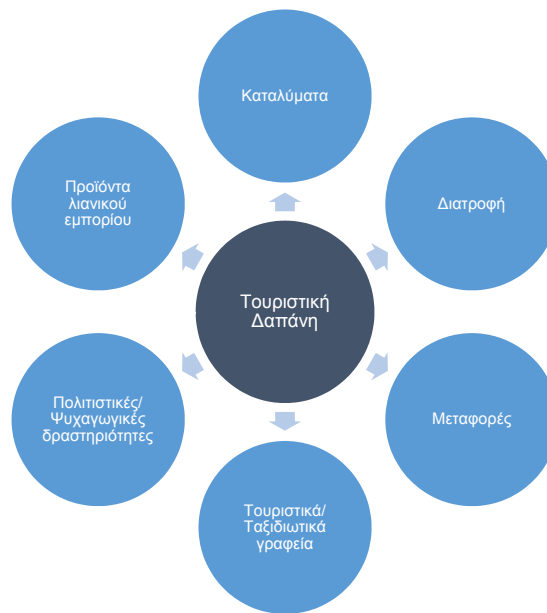 Καταλύματα
Προϊόντα
λιανικού
εμπορίου
Διατροφή
Τουριστική
Δαπάνη
Πολιτιστικές/
Ψυχαγωγικές
δραστηριότητες
Μεταφορές
Τουριστικά/
Ταξιδιωτικά
γραφεία